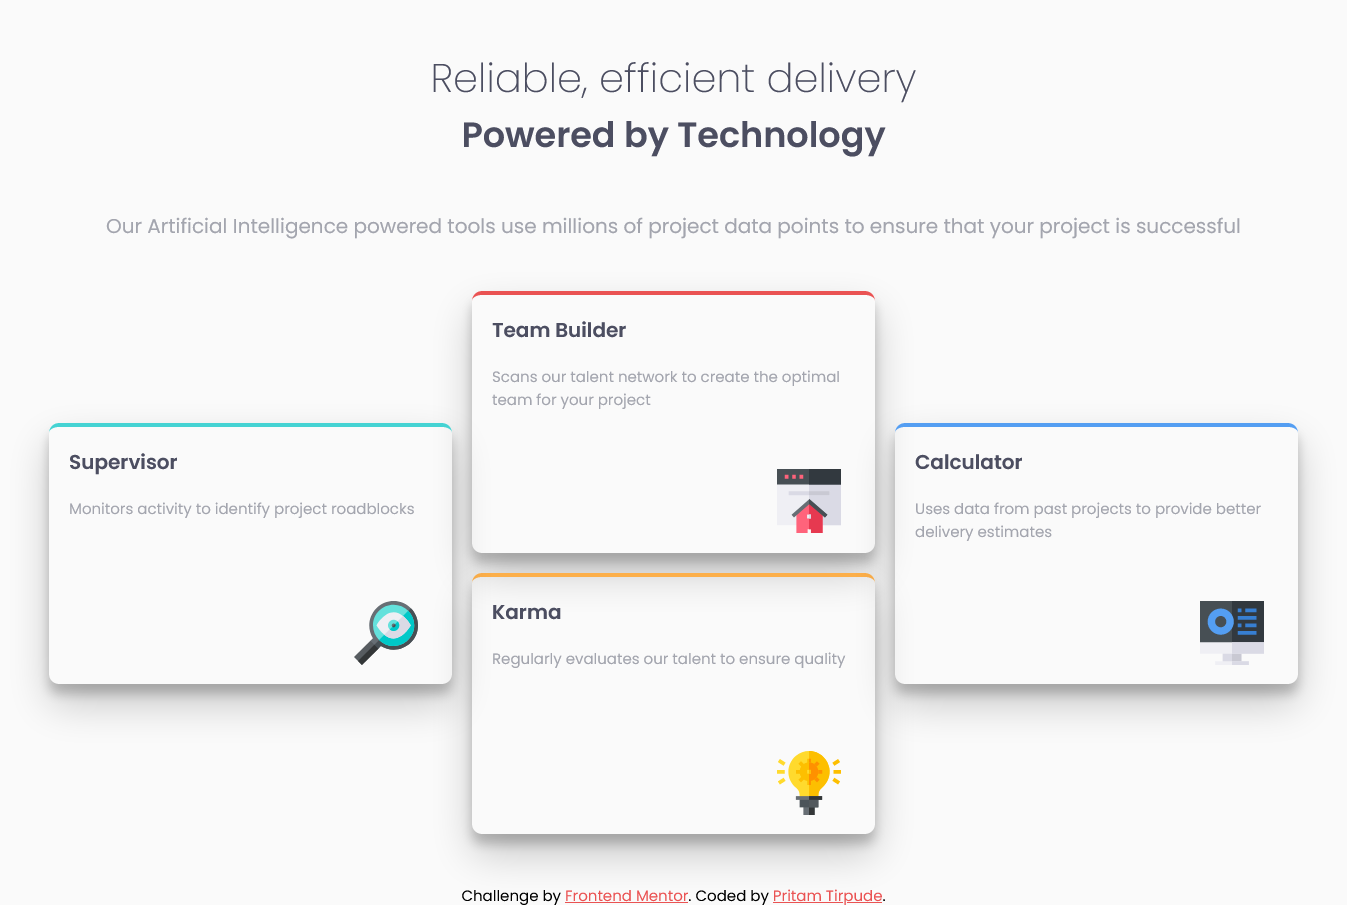 Reliable, efficient delivery
Powered by Technology
Our Artificial Intelligence powered tools use millions of project data points to ensure that your project is successful
Team Builder
Scans our talent network to create the optimal
team for your project
Supervisor
Monitors activity to identify project roadblocks
Calculator
Uses data from past projects to provide better
delivery estimates
Karma
Regularly evaluates our talent to ensure quality
Challenge by Frontend Mentor. Coded by Pritam Tirpude.